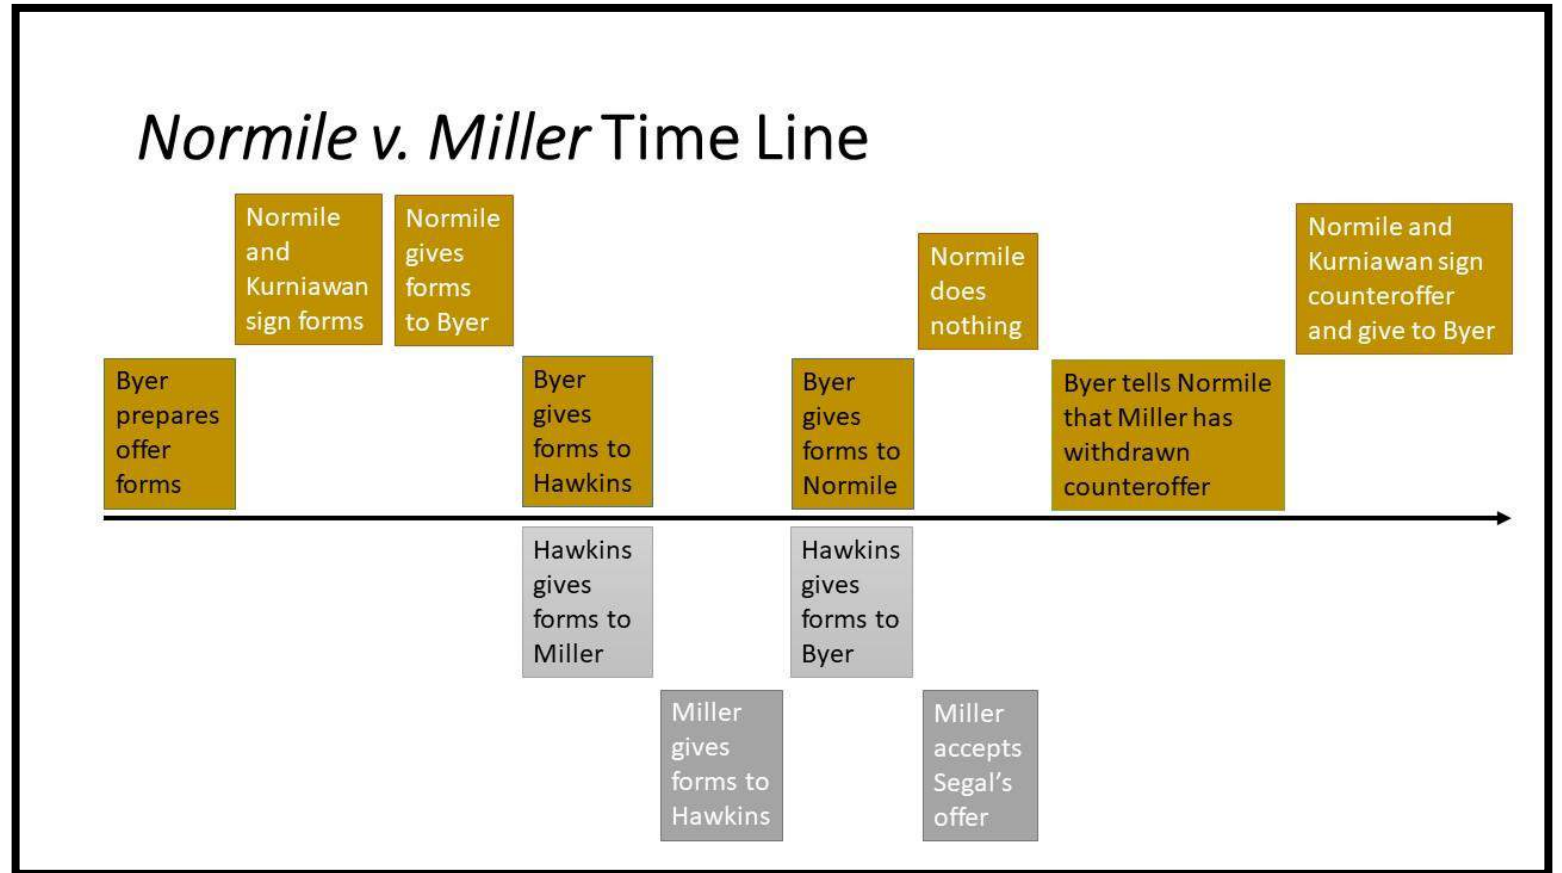 Normile v. Miller Time Line
Byer
prepares
offer
forms
Normile
and
Kurniawan
sign forms
Normile
gives
forms
to Byer
Byer
gives
forms to
Hawkins
Hawkins
gives
forms to
Miller
Miller
gives
forms to
Hawkins
Hawkins
gives
forms to
Byer
Byer
gives
forms to
Normile
Normile
does
nothing
Miller
accepts
Segal’s
offer
Byer tells Normile
that Miller has
withdrawn
counteroffer
Normile and
Kurniawan sign
counteroffer
and give to Byer